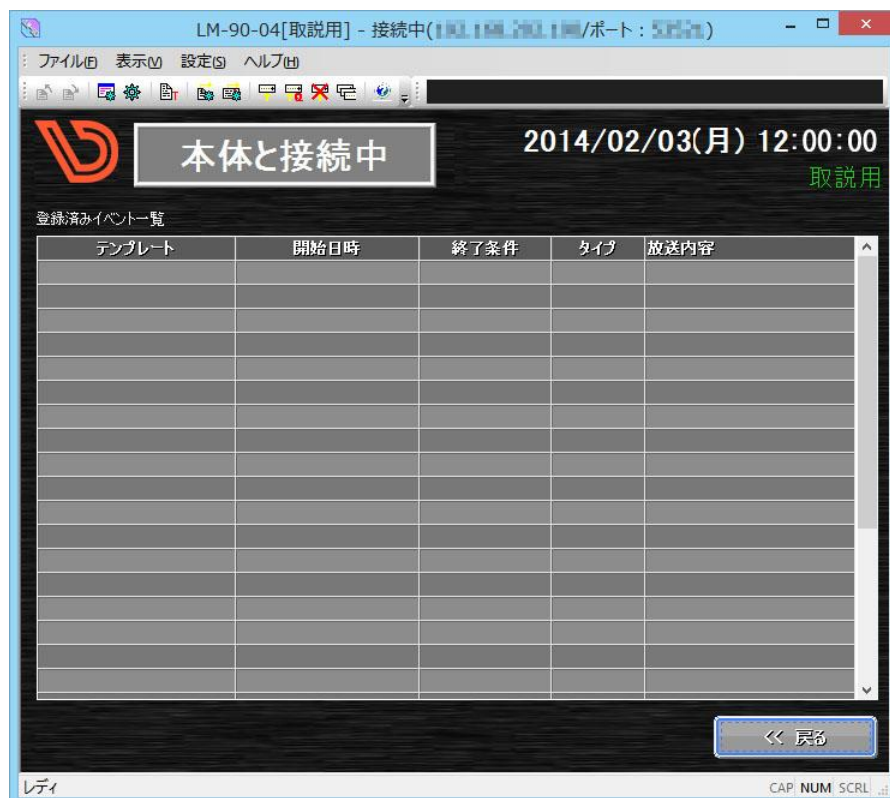 LM-90-04[取説用] - 接続中(/ポート : )
ファイル(F) 表示(V) 設定(S) ヘルプ(H)
本体と接続中
2014/02/03(月) 12:00:00
取説用
登録済みイベント一覧
テンプレート 開始日時 終了条件 タイプ 放送内容
<< 戻る
レディ CAP NUM SCRL